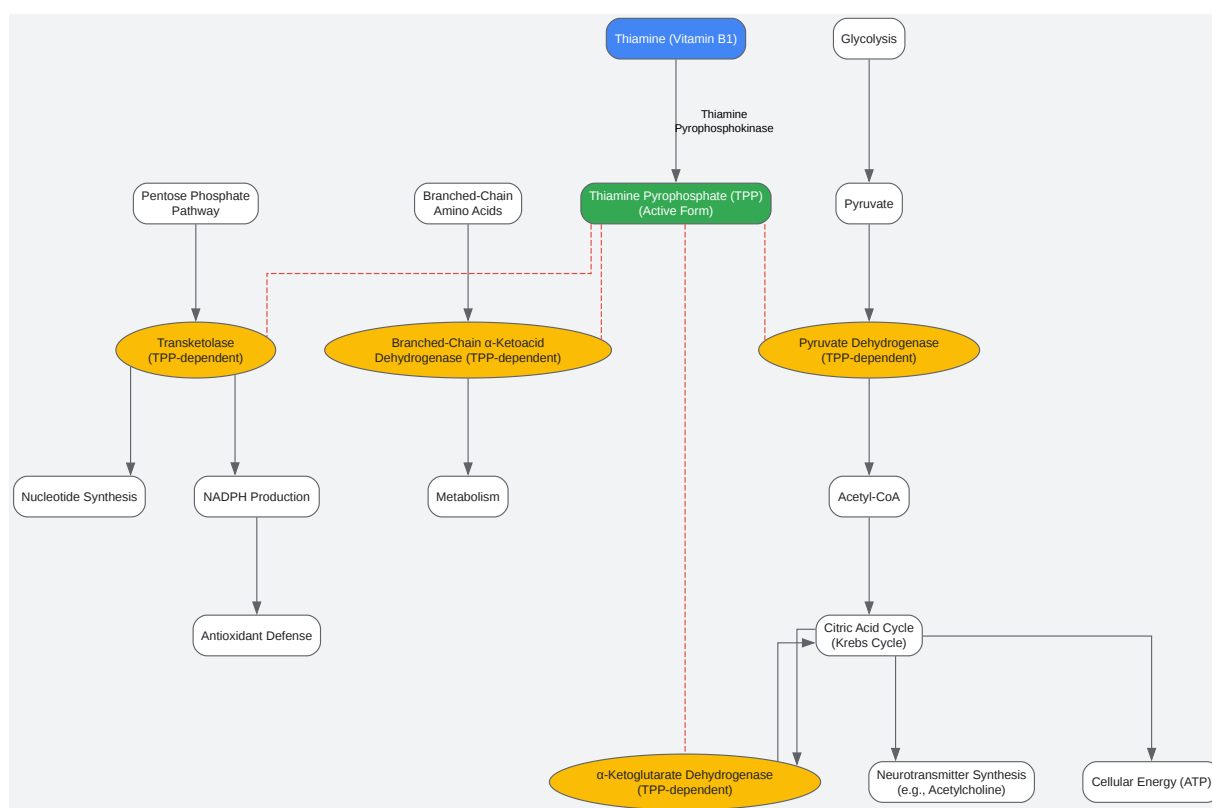 Thiamine (Vitamin B1)
Glycolysis
Thiamine
Pyrophosphokinase
Pentose Phosphate
Pathway
Branched-Chain
Amino Acids
Thiamine Pyrophosphate (TPP)
(Active Form)
Pyruvate
Transketolase
(TPP-dependent)
Branched-Chain α-Ketoacid
Dehydrogenase (TPP-dependent)
Pyruvate Dehydrogenase
(TPP-dependent)
Nucleotide Synthesis
NADPH Production
Metabolism
Acetyl-CoA
Antioxidant Defense
Citric Acid Cycle
(Krebs Cycle)
α-Ketoglutarate Dehydrogenase
(TPP-dependent)
Neurotransmitter Synthesis
(e.g., Acetylcholine)
Cellular Energy (ATP)